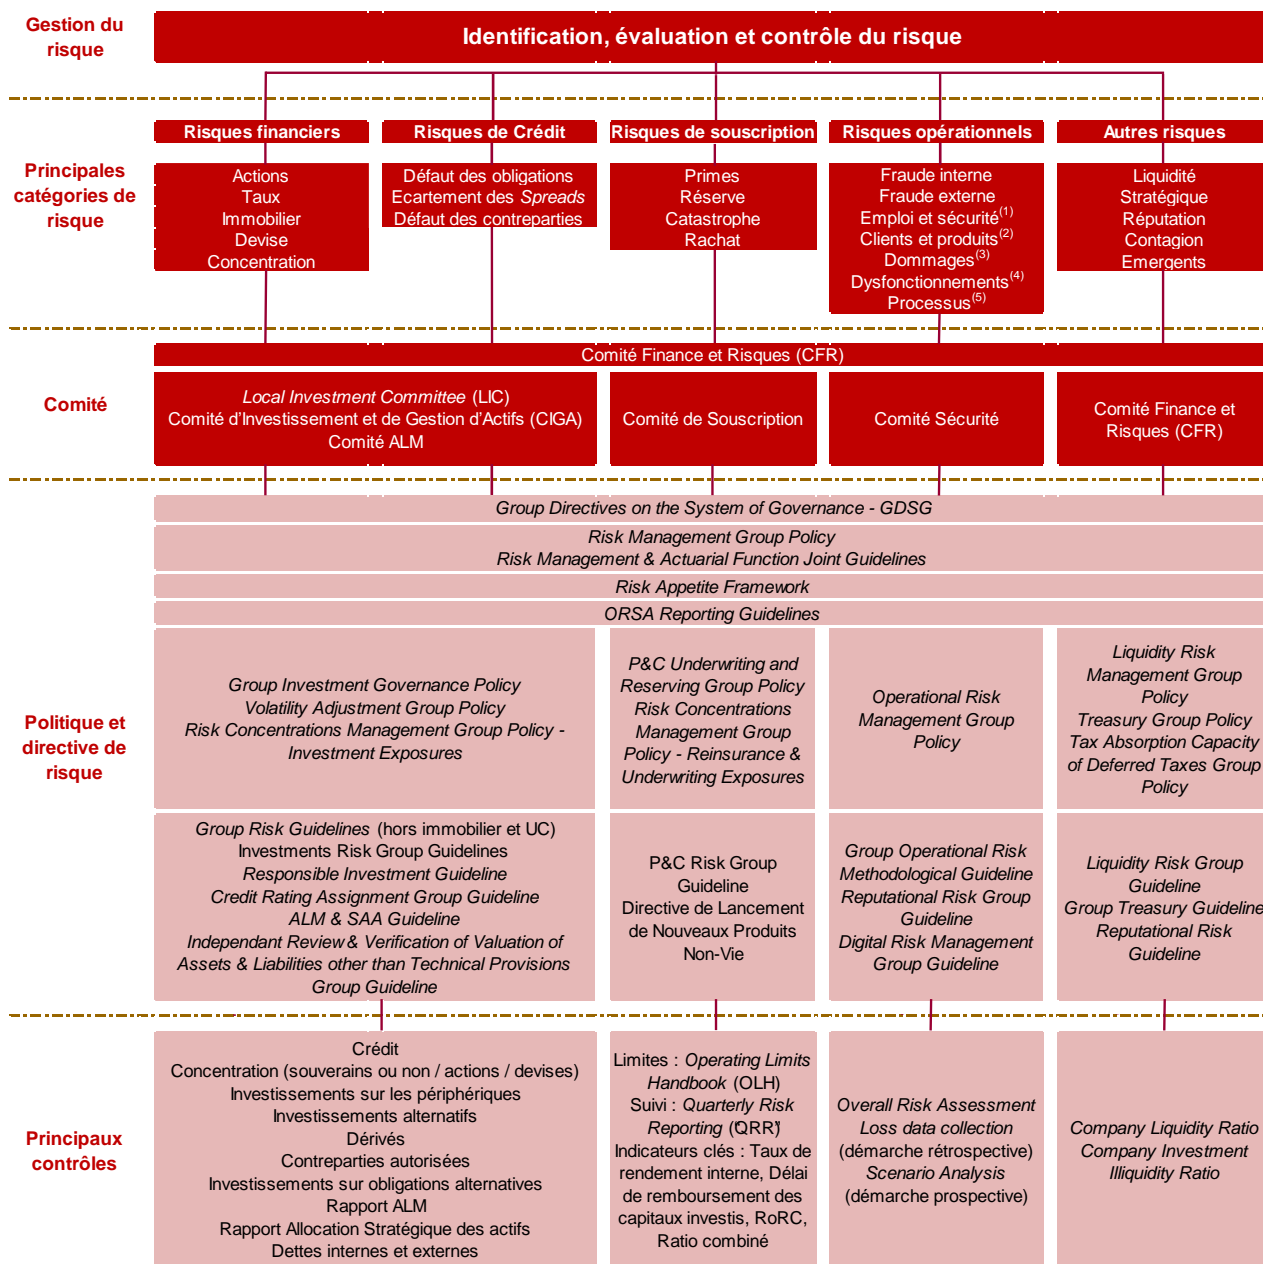 Gestion du
risque
Identification, évaluation et contrôle du risque
Principales
catégories de
risque
Risques financiers
Actions
Taux
Immobilier
Devise
Concentration
Risques de Crédit
Défaut des obligations
Ecartement des Spreads
Défaut des contreparties
Risques de souscription
Primes
Réserve
Catastrophe
Rachat
Risques opérationnels
Fraude interne
Fraude externe
Emploi et sécurité(1)
Clients et produits(2)
Dommages(3)
Dysfonctionnements(4)
Processus(5)
Autres risques
Liquidité
Stratégique
Réputation
Contagion
Emergents
Comité
Comité Finance et Risques (CFR)
Local Investment Committee (LIC)
Comité d'Investissement et de Gestion d'Actifs (CIGA)
Comité ALM
Comité de Souscription
Comité Sécurité
Comité Finance et
Risques (CFR)
Politique et
directive de
risque
Group Directives on the System of Governance - GDSG
Risk Management Group Policy
Risk Management & Actuarial Function Joint Guidelines
Risk Appetite Framework
ORSA Reporting Guidelines
Group Investment Governance Policy
Volatility Adjustment Group Policy
Risk Concentrations Management Group Policy -
Investment Exposures
P&C Underwriting and
Reserving Group Policy
Risk Concentrations
Management Group
Policy - Reinsurance &
Underwriting Exposures
Operational Risk
Management Group
Policy
Liquidity Risk
Management Group
Policy
Treasury Group Policy
Tax Absorption Capacity
of Deferred Taxes Group
Policy
Group Risk Guidelines (hors immobilier et UC)
Investments Risk Group Guidelines
Responsible Investment Guideline
Credit Rating Assignment Group Guideline
ALM & SAA Guideline
Independant Review & Verification of Valuation of
Assets & Liabilities other than Technical Provisions
Group Guideline
P&C Risk Group
Guideline
Directive de Lancement
de Nouveaux Produits
Non-Vie
Group Operational Risk
Methodological Guideline
Reputational Risk Group
Guideline
Digital Risk Management
Group Guideline
Liquidity Risk Group
Guideline
Group Treasury Guideline
Reputational Risk
Guideline
Principaux
contrôles
Crédit
Concentration (souverains ou non / actions / devises)
Investissements sur les périphériques
Investissements alternatifs
Dérivés
Contreparties autorisées
Investissements sur obligations alternatives
Rapport ALM
Rapport Allocation Stratégique des actifs
Dettes internes et externes
Limites : Operating Limits
Handbook (OLH)
Suivi : Quarterly Risk
Reporting ("QRR")
Indicateurs clés : Taux de
rendement interne, Délai
de remboursement des
capitaux investis, RoRC,
Ratio combiné
Overall Risk Assessment
Loss data collection
(démarche rétrospective)
Scenario Analysis
(démarche prospective)
Company Liquidity Ratio
Company Investment
Illiquidity Ratio